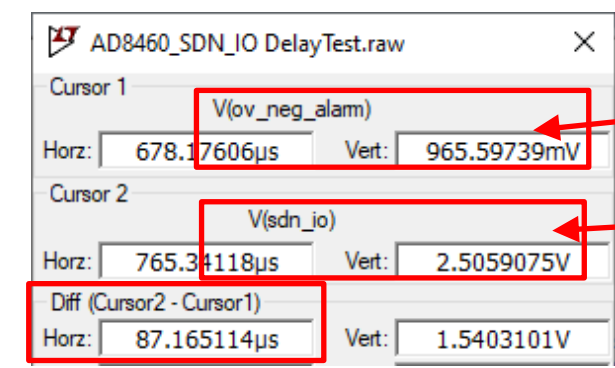 AD8460_SDN_IO DelayTest.raw
Cursor 1
V(ov_neg_alarm)
Horz: 678.17606µs Vert: 965.59739mV
Cursor 2
V(sdn_io)
Horz: 765.34118µs Vert: 2.5059075V
Diff (Cursor2 - Cursor1)
Horz: 87.165114µs Vert: 1.5403101V